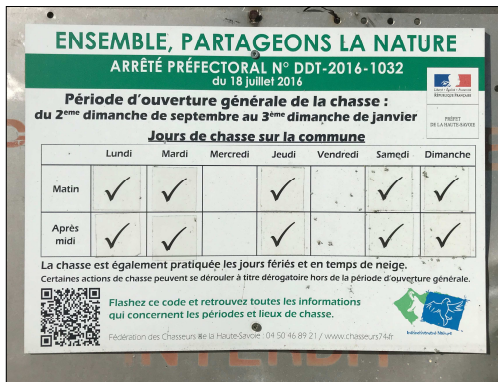 ENSEMBLE, PARTAGEONS LA NATURE
ARRÊTÉ PRÉFECTORAL N° DDT-2016-1032
du 18 juillet 2016
Période d'ouverture générale de la chasse :
du 2eme dimanche de septembre au 3ème dimanche de janvier
RÉPUBLIQUE FRANÇAISE
PRÉFET
DE LA HAUTE-SAVOIE
Jours de chasse sur la commune
Lundi Mardi Mercredi Jeudi Vendredi Samedi Dimanche
Matin ✓ ✓ ✓ ✓ ✓
Après
midi ✓ ✓ ✓ ✓ ✓
La chasse est également pratiquée les jours fériés et en temps de neige.
Certaines actions de chasse peuvent se dérouler à titre dérogatoire hors de la période d'ouverture générale.
Flashez ce code et retrouvez toutes les informations
qui concernent les périodes et lieux de chasse.
Fédération des Chasseurs de la Haute-Savoie : 04 50 46 89 21 / www.chasseurs74.fr
INTERDIT